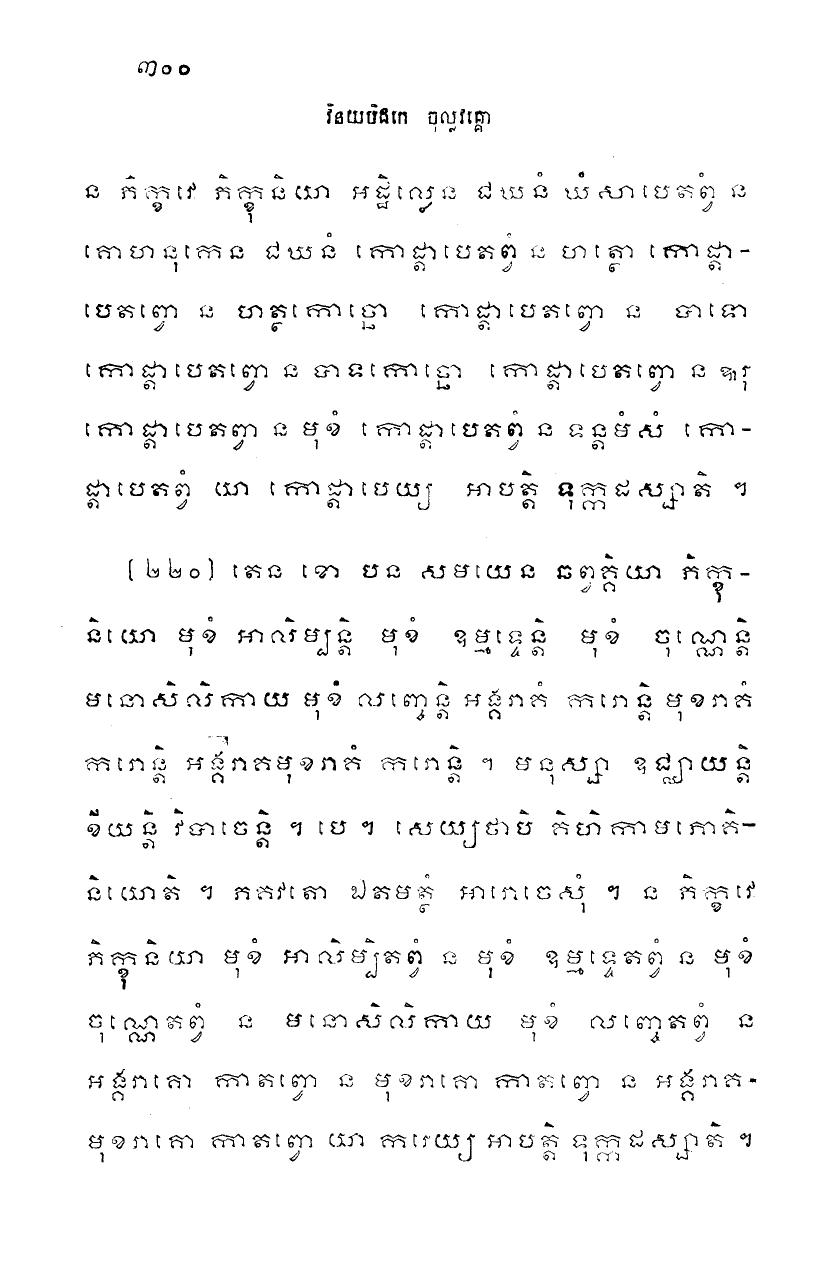 ៣០០
វិនយបិដកេ ចុល្លវគ្គោ
ន ភិក្ខវេ ភិក្ខុនិយា អដ្ឋិល្លេន ជឃនំ ឃំសាបេតព្វំ ន
គោហនុកេន ជឃនំ កោដ្តាបេតព្វំ ន ហត្ថោ កោដ្តា-
បេតព្វោ ន ហត្ថកោច្ឆោ កោដ្តាបេតព្វោ ន បាទោ
កោដ្តាបេតព្វោ ន បាទកោច្ឆោ កោដ្តាបេតព្វោ ន ឩរុ
កោដ្តាបេតព្វា ន មុខំ កោដ្តាបេតព្វំ ន ទន្តមំសំ កោ-
ដ្តាបេតព្វំ យា កោដ្តាបេយ្យ អាបត្តិ ទុក្កដស្សាតិ ។
(២២០) តេន ខោ បន សមយេន ឆព្វគ្គិយា ភិក្ខុ-
និយោ មុខំ អាលិម្បន្តិ មុខំ ឧម្មទ្ទេន្តិ មុខំ ចុណ្ណេន្តិ
មនោសិលិកាយ មុខំ លញ្ចេន្តិ អង្គរាគំ ករោន្តិ មុខរាគំ
ករោន្តិ អង្គរាគមុខរាគំ ករោន្តិ ។ មនុស្សា ឧជ្ឈាយន្តិ
ខីយន្តិ វិបាចេន្តិ ។ បេ ។ សេយ្យថាបិ គិហិកាមភោគិ-
និយោតិ ។ ភគវតោ ឯតមត្ថំ អារោចេសុំ ។ ន ភិក្ខវេ
ភិក្ខុនិយា មុខំ អាលិម្បិតព្វំ ន មុខំ ឧម្មទ្ទេតព្វំ ន មុខំ
ចុណ្ណេតព្វំ ន មនោសិលិកាយ មុខំ លញ្ចេតព្វំ ន
អង្គរាគោ កាតព្វោ ន មុខរាគោ កាតព្វោ ន អង្គរាគ-
មុខរាគោ កាតព្វោ យា ករេយ្យ អាបត្តិ ទុក្កដស្សាតិ ។